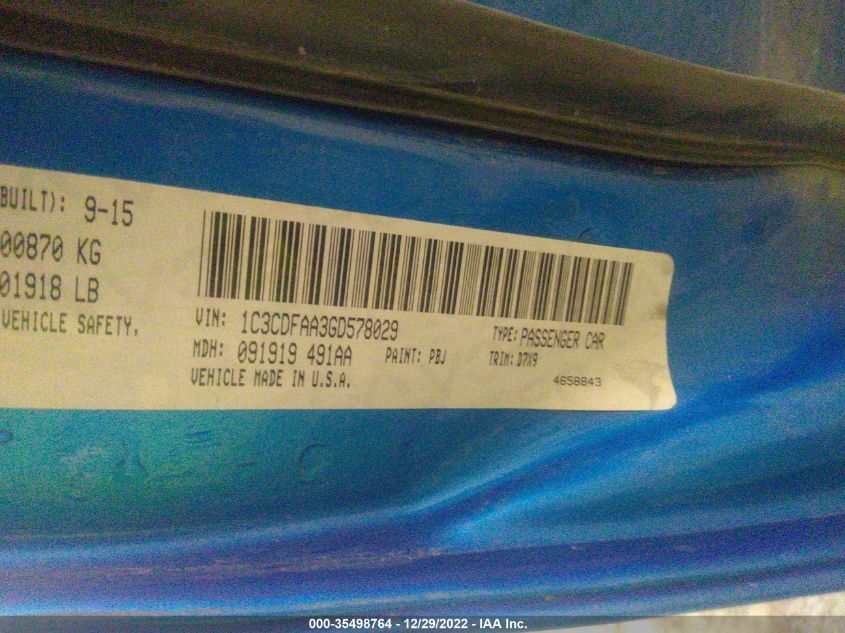 BUILT): 9-15
00870 KG
01918 LB
VEHICLE SAFETY,
VIN: 1C3CDFAA3GD578029
TYPE: PASSENGER CAR
MDH: 091919 491AA
PAINT: PBJ
TRIM: D7X9
VEHICLE MADE IN U.S.A.
4658843
000-35498764 - 12/29/2022 - IAA Inc.